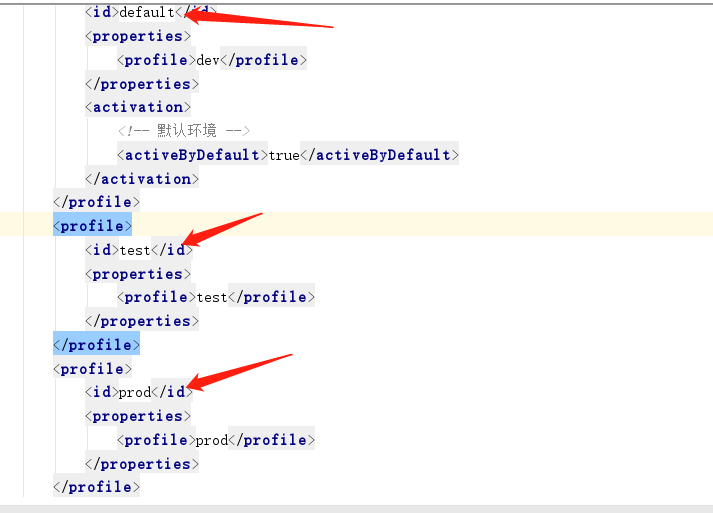 <id>default</id>
<properties>
<profile>dev</profile>
</properties>
<activation>
<!-- 默认环境 -->
<activeByDefault>true</activeByDefault>
</activation>
</profile>
<profile>
<id>test</id>
<properties>
<profile>test</profile>
</properties>
</profile>
<profile>
<id>prod</id>
<properties>
<profile>prod</profile>
</properties>
</profile>